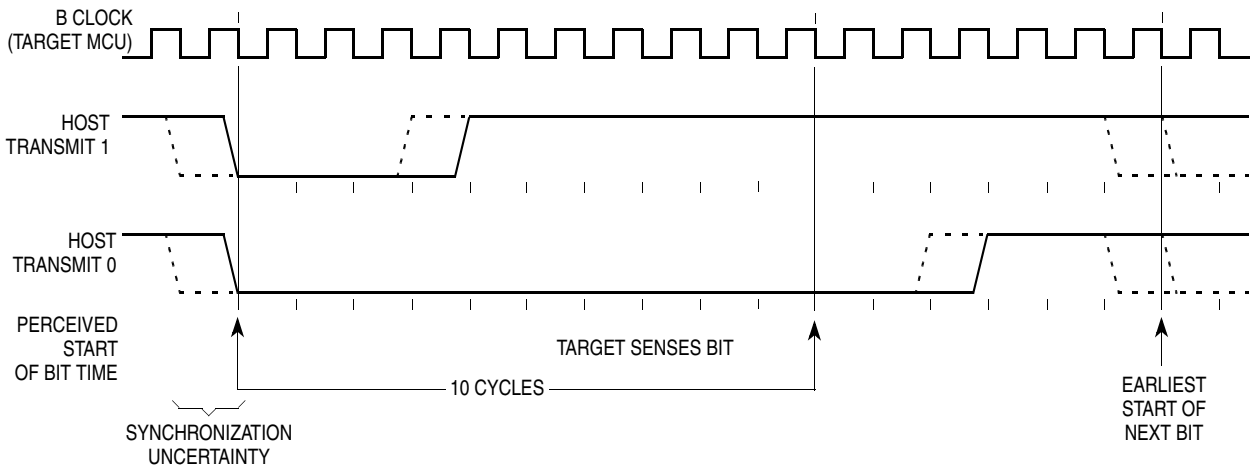 B CLOCK
(TARGET MCU)
HOST
TRANSMIT 1
HOST
TRANSMIT 0
PERCEIVED
START
OF BIT TIME
TARGET SENSES BIT
10 CYCLES
SYNCHRONIZATION
UNCERTAINTY
EARLIEST
START OF
NEXT BIT